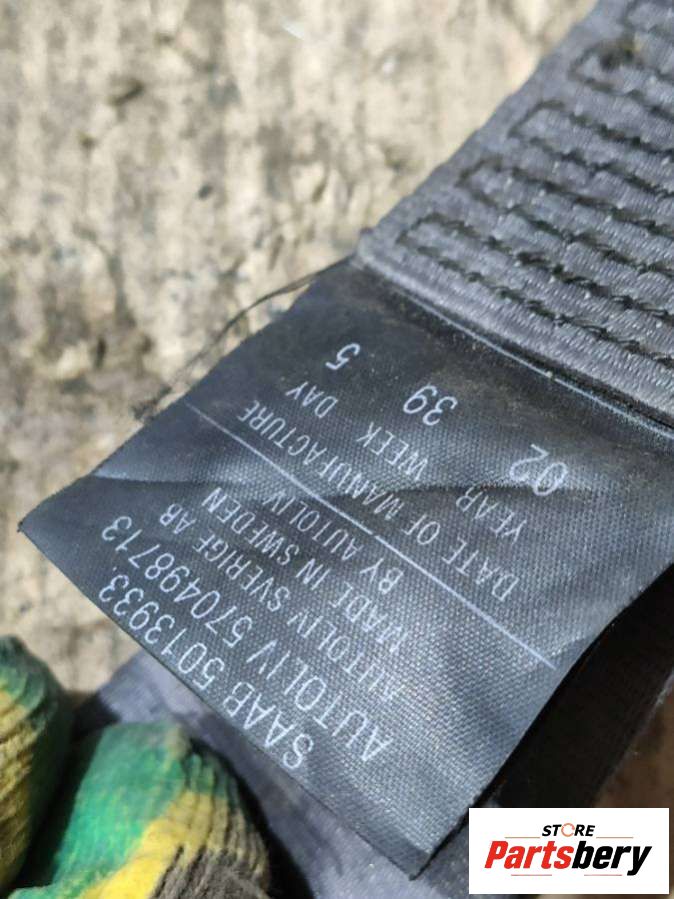 SAAB 5013933.
AUTOLIV 570498713
AUTOLIV SVERIGE AB
MADE IN SWEDEN
BY AUTOLIV
DATE OF MANUFACTURE
YEAR WEEK DAY
02 39 5
STORE
Partsbery